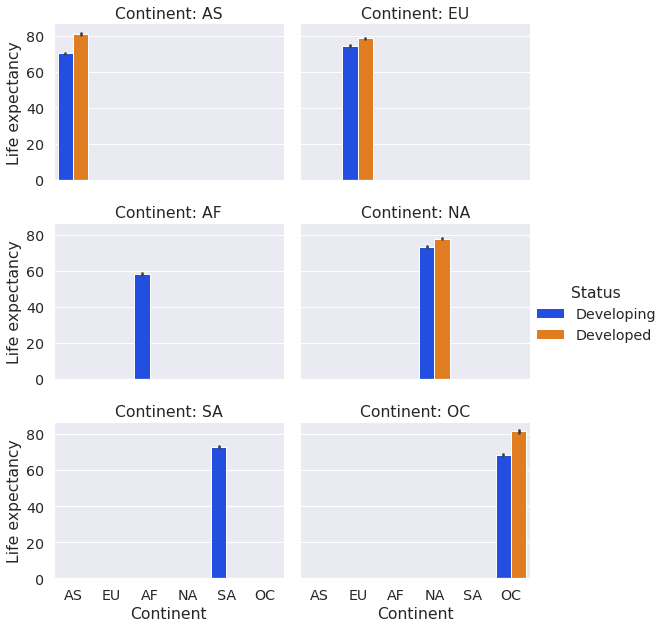 Continent: AS
Continent: EU
Life expectancy
80
60
40
20
0
Continent: AF
Continent: NA
Life expectancy
80
60
40
20
0
Status
Developing
Developed
Continent: SA
Continent: OC
Life expectancy
80
60
40
20
0
AS EU AF NA SA OC
AS EU AF NA SA OC
Continent
Continent